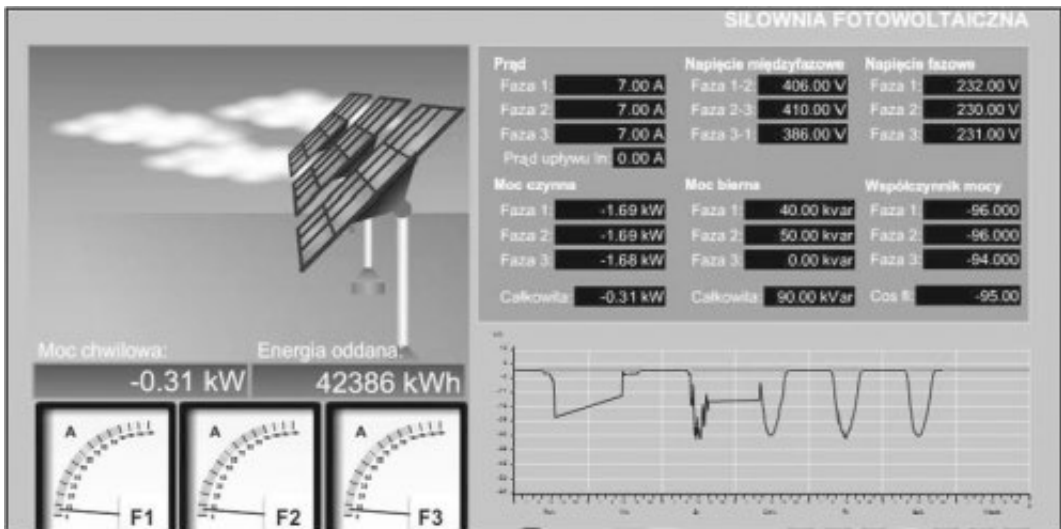 SIŁOWNIA FOTOWOLTAICZNA
Prąd
Faza 1: 7.00 A
Faza 2: 7.00 A
Faza 3: 7.00 A
Prąd upływu In: 0.00 A
Napięcie międzyfazowe
Faza 1-2: 406.00 V
Faza 2-3: 410.00 V
Faza 3-1: 386.00 V
Napięcie fazowe
Faza 1: 232.00 V
Faza 2: 230.00 V
Faza 3: 231.00 V
Moc czynna
Faza 1: -1.69 kW
Faza 2: -1.69 kW
Faza 3: -1.68 kW
Całkowita: -0.31 kW
Moc bierna
Faza 1: 40.00 kvar
Faza 2: 50.00 kvar
Faza 3: 0.00 kvar
Całkowita: 90.00 kVar
Współczynnik mocy
Faza 1: -96.000
Faza 2: -96.000
Faza 3: -94.000
Cos fi: -95.00
Moc chwilowa: Energia oddana:
-0.31 kW 42386 kWh
A A A
F1 F2 F3